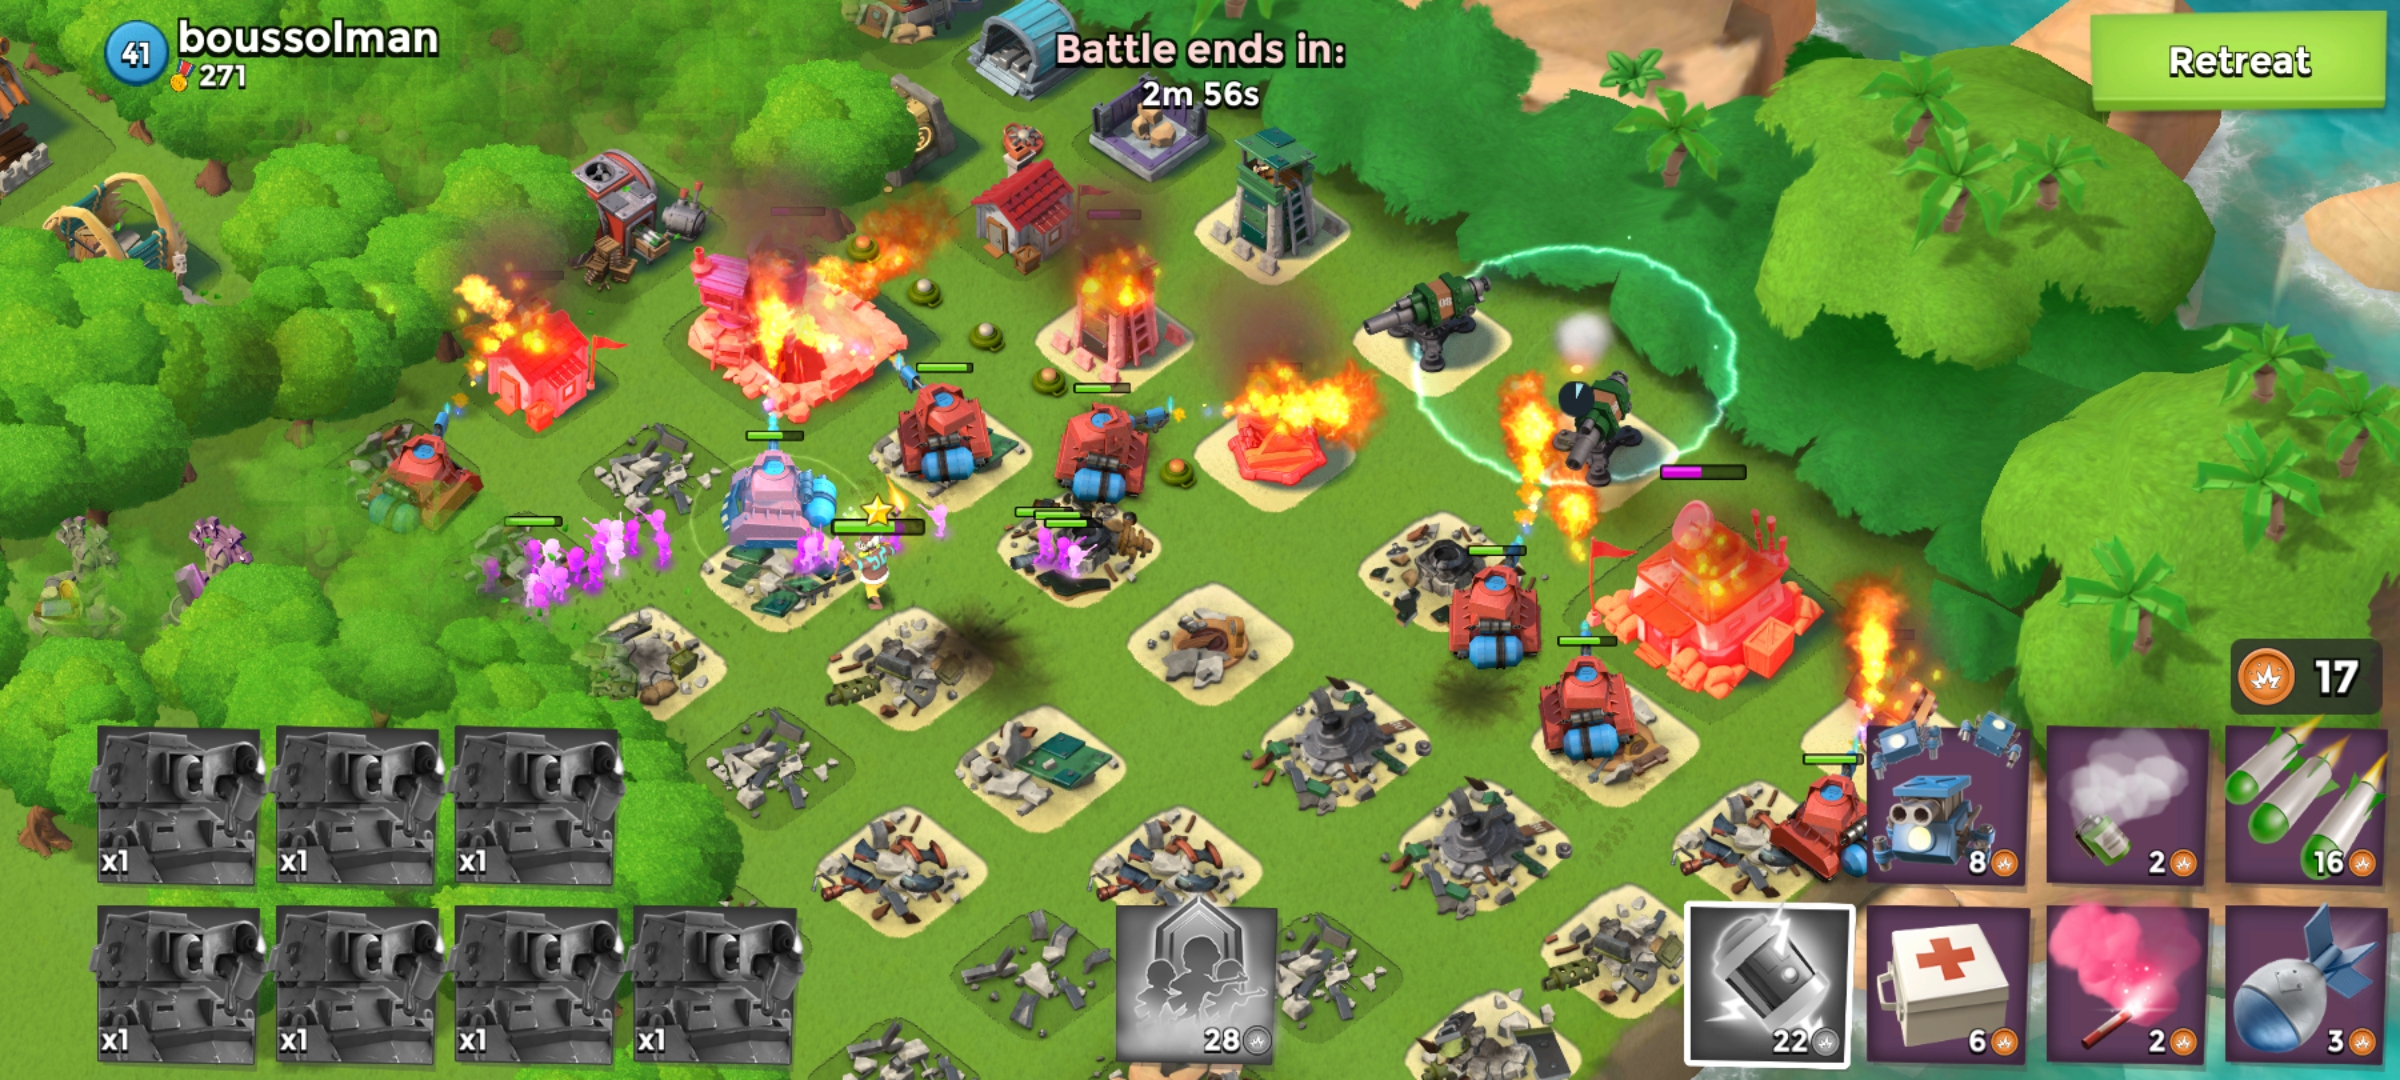 41
boussolman
271
Battle ends in:
2m 56s
Retreat
17
x1
x1
x1
8
2
16
x1
x1
x1
x1
28
22
6
2
3